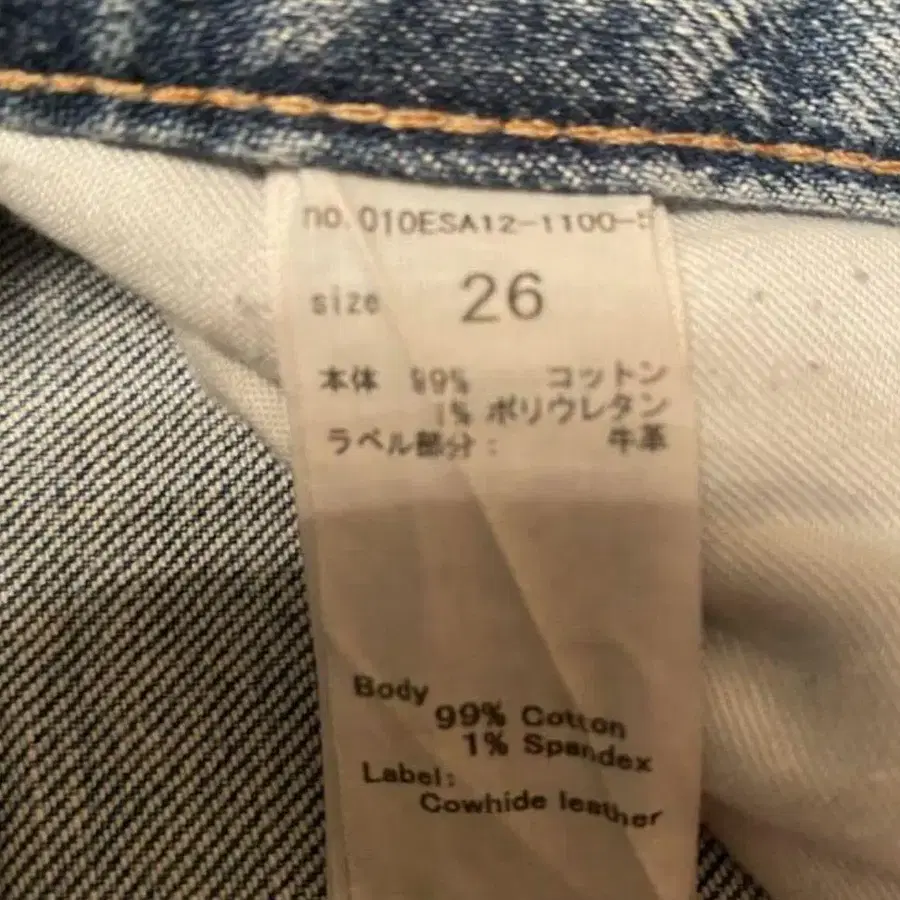 no.010ESA12-1100-5
size 26
本体 99% コットン
1% ポリウレタン
ラベル部分: 牛革
Body
99% Cotton
1% Spandex
Label:
Cowhide leather